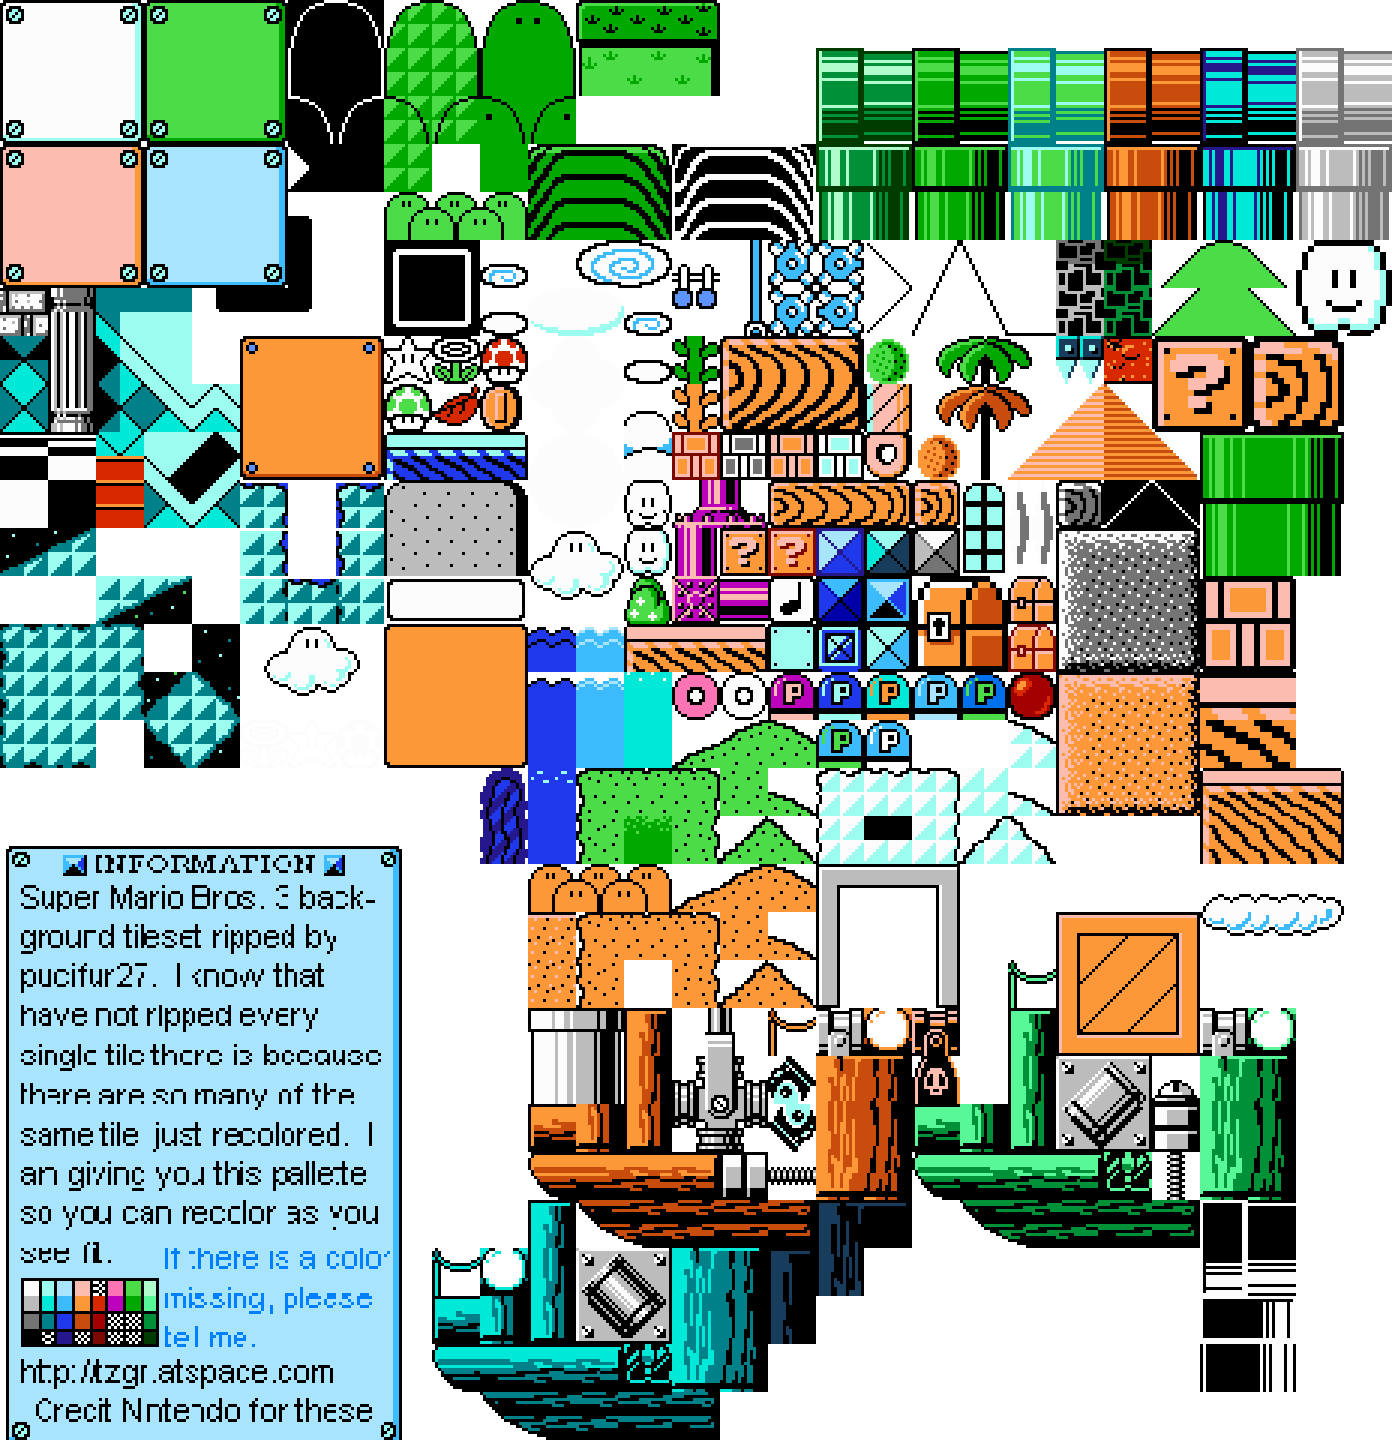 ? ?
? ?
P P P P P
P P
INFORMATION
Super Mario Bros. 3 back-
ground tileset ripped by
pucifur27. I know that
have not ripped every
single tile there is because
there are so many of the
same tile just recolored. I
am giving you this pallette
so you can recolor as you
see fit.
If there is a color
missing, please
tell me.
http://tzgr.atspace.com
Credit Nintendo for these